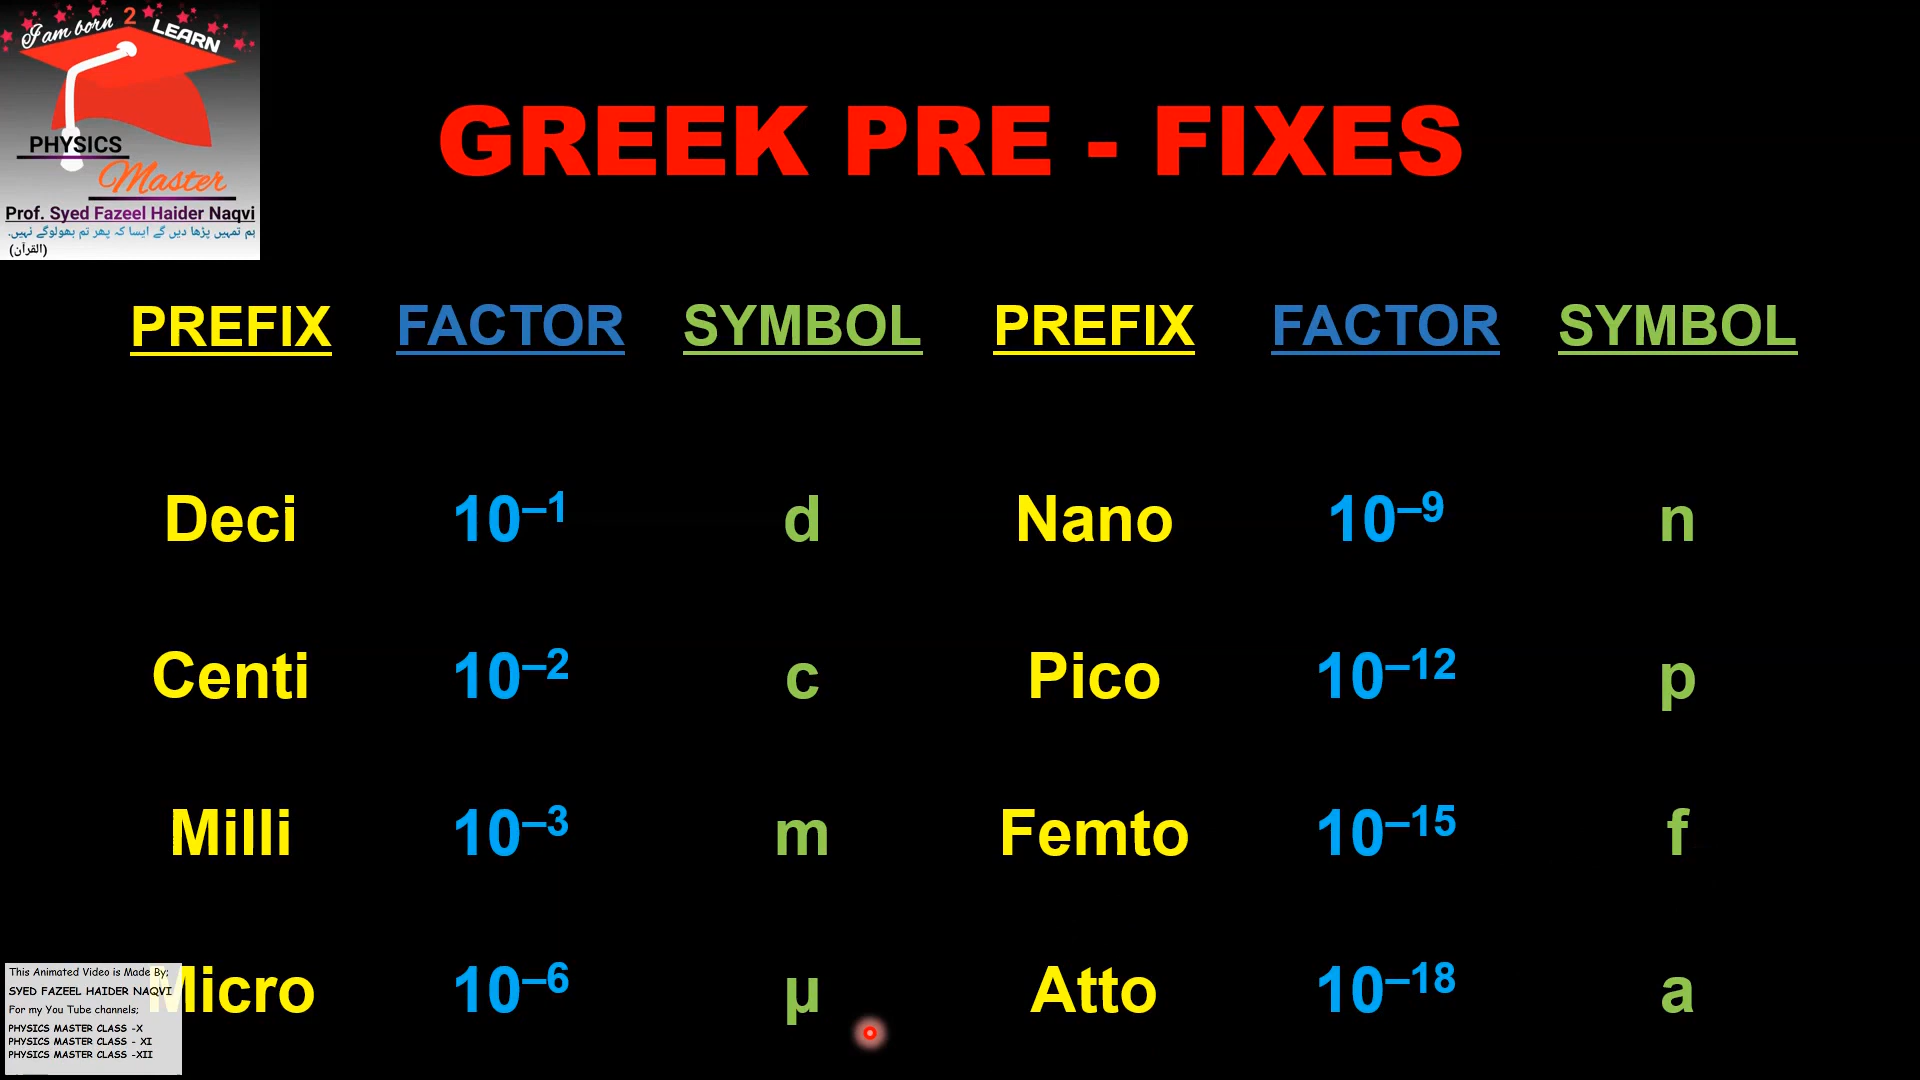 I am born 2 LEARN
PHYSICS
Master
Prof. Syed Fazeel Haider Naqvi
ہم تمہیں پڑھا دیں گے ایسا کہ پھر تم بھولوگے نہیں.
(القرآن)
GREEK PRE - FIXES
PREFIX FACTOR SYMBOL PREFIX FACTOR SYMBOL
Deci 10⁻¹ d Nano 10⁻⁹ n
Centi 10⁻² c Pico 10⁻¹² p
Milli 10⁻³ m Femto 10⁻¹⁵ f
Micro 10⁻⁶ µ Atto 10⁻¹⁸ a
This Animated Video is Made By;
SYED FAZEEL HAIDER NAQVI
For my You Tube channels;
PHYSICS MASTER CLASS -X
PHYSICS MASTER CLASS - XI
PHYSICS MASTER CLASS -XII